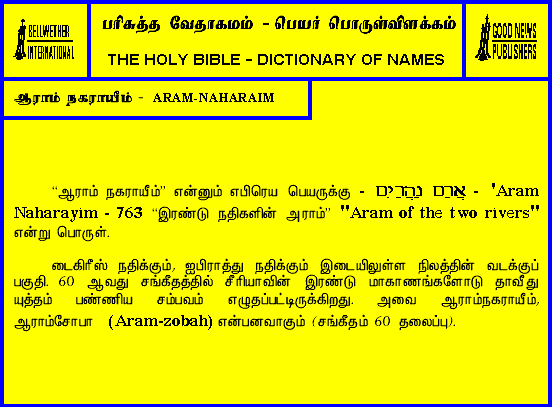 BELLWETHER
INTERNATIONAL
பரிசுத்த வேதாகமம் - பெயர் பொருள்விளக்கம்
THE HOLY BIBLE - DICTIONARY OF NAMES
GOOD NEWS
PUBLISHERS
ஆராம் நகராயீம் - ARAM-NAHARAIM
“ஆராம் நகராயீம்” என்னும் எபிரெய பெயருக்கு - אֲרַם נַהֲרַיִם - 'Aram
Naharayim - 763 “இரண்டு நதிகளின் அராம்” "Aram of the two rivers"
என்று பொருள்.
டைகிரீஸ் நதிக்கும், ஐபிராத்து நதிக்கும் இடையிலுள்ள நிலத்தின் வடக்குப்
பகுதி. 60 ஆவது சங்கீதத்தில் சீரியாவின் இரண்டு மாகாணங்களோடு தாவீது
யுத்தம் பண்ணிய சம்பவம் எழுதப்பட்டிருக்கிறது. அவை ஆராம்நகராயீம்,
ஆராம்சோபா (Aram-zobah) என்பனவாகும் (சங்கீதம் 60 தலைப்பு).